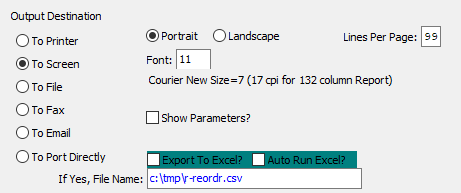 Output Destination
To Printer
Portrait
Landscape
Lines Per Page: 99
To Screen
Font: 11
To File
Courier New Size=7 (17 cpi for 132 column Report)
To Fax
Show Parameters?
To Email
To Port Directly
Export To Excel?
Auto Run Excel?
If Yes, File Name: c:\tmp\r-reordr.csv